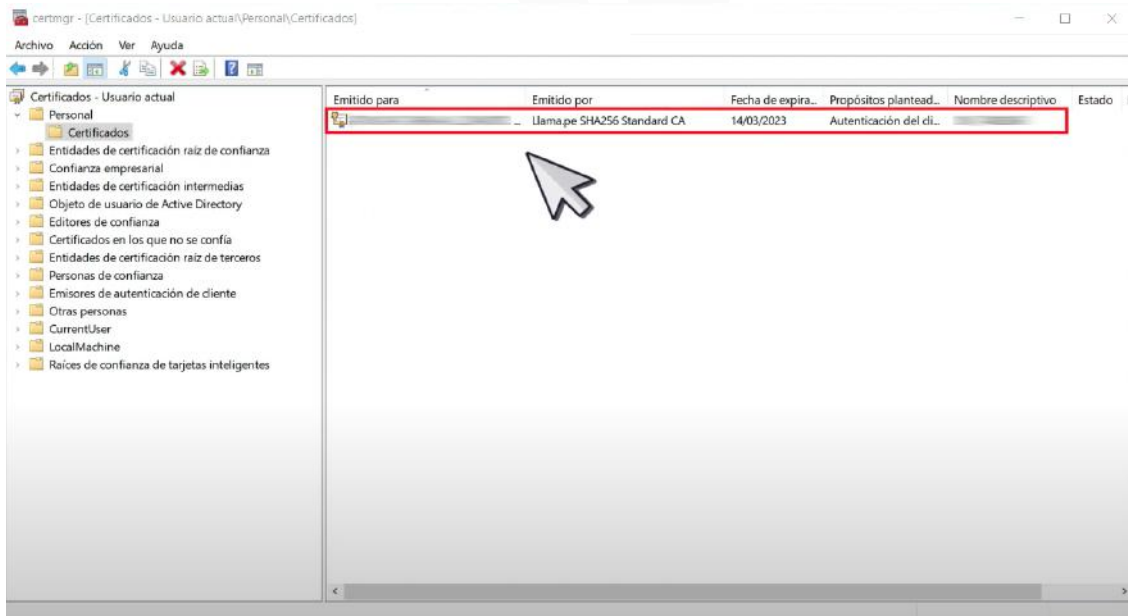 certmgr - [Certificados - Usuario actual\Personal\Certificados]
Archivo Acción Ver Ayuda
Certificados - Usuario actual
Personal
Certificados
Entidades de certificación raíz de confianza
Confianza empresarial
Entidades de certificación intermedias
Objeto de usuario de Active Directory
Editores de confianza
Certificados en los que no se confía
Entidades de certificación raíz de terceros
Personas de confianza
Emisores de autenticación de cliente
Otras personas
CurrentUser
LocalMachine
Raíces de confianza de tarjetas inteligentes
Emitido para Emitido por Fecha de expira... Propósitos plantead... Nombre descriptivo Estado
... Llama.pe SHA256 Standard CA 14/03/2023 Autenticación del cli...